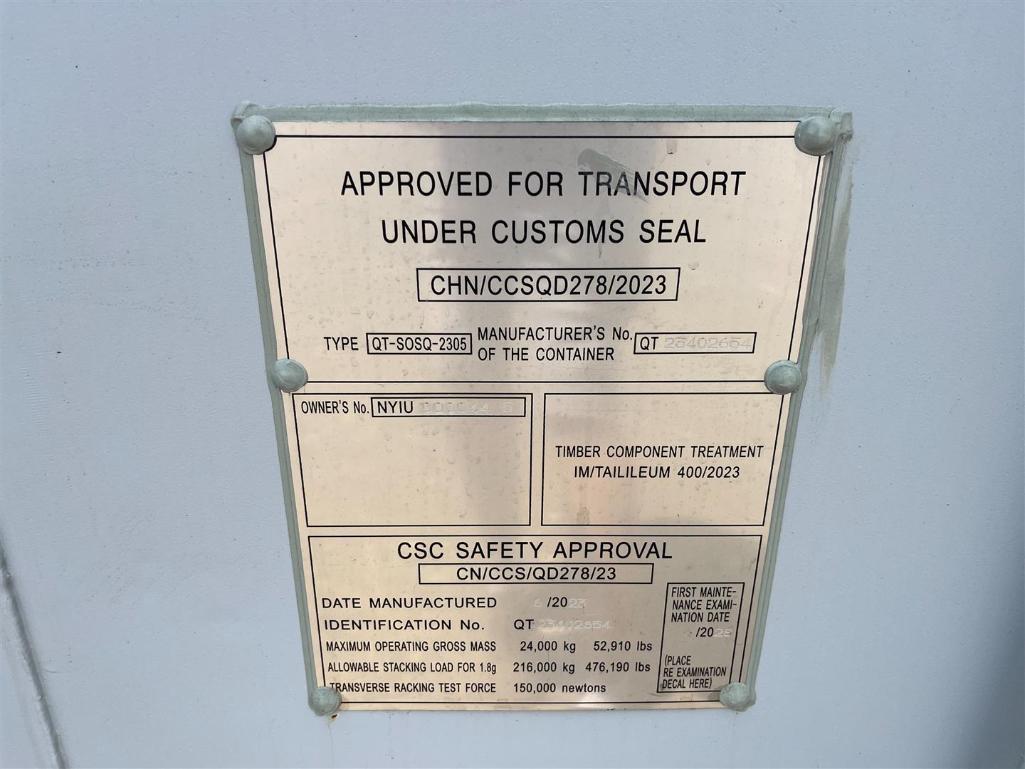 APPROVED FOR TRANSPORT
UNDER CUSTOMS SEAL
CHN/CCSQD278/2023
TYPE QT-SOSQ-2305 MANUFACTURER'S No.
OF THE CONTAINER QT 23402654
OWNER'S No. NYIU
TIMBER COMPONENT TREATMENT
IM/TAILILEUM 400/2023
CSC SAFETY APPROVAL
CN/CCS/QD278/23
DATE MANUFACTURED /2023
IDENTIFICATION No. QT 23402654
MAXIMUM OPERATING GROSS MASS 24,000 kg 52,910 lbs
ALLOWABLE STACKING LOAD FOR 1.8g 216,000 kg 476,190 lbs
TRANSVERSE RACKING TEST FORCE 150,000 newtons
FIRST MAINTE-
NANCE EXAMI-
NATION DATE
/2028
(PLACE
RE EXAMINATION
DECAL HERE)